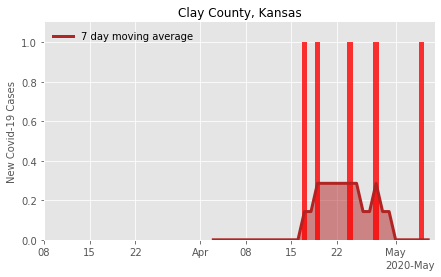 Clay County, Kansas
7 day moving average
New Covid-19 Cases
1.0
0.8
0.6
0.4
0.2
0.0
08 15 22 Apr 08 15 22 May
2020-May